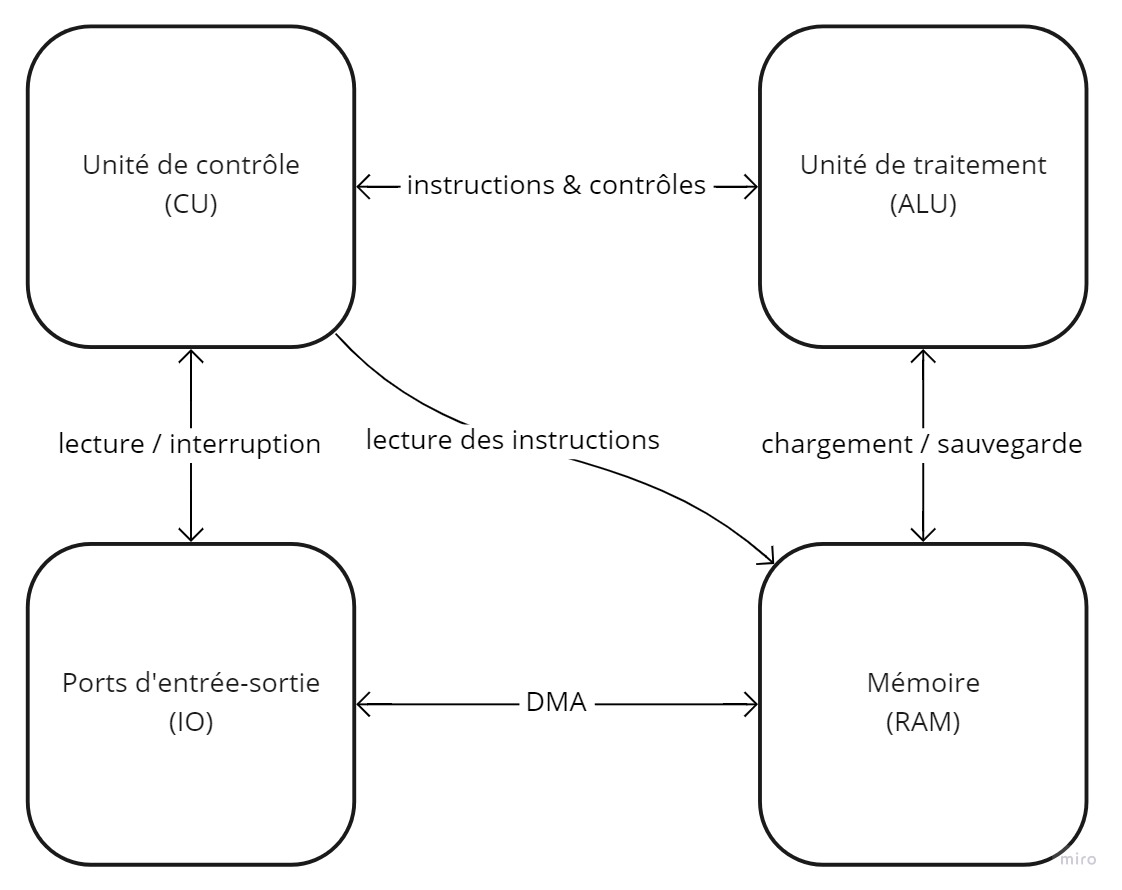 Unité de contrôle
(CU)
instructions & contrôles
Unité de traitement
(ALU)
lecture / interruption
lecture des instructions
chargement / sauvegarde
Ports d'entrée-sortie
(IO)
DMA
Mémoire
(RAM)
miro